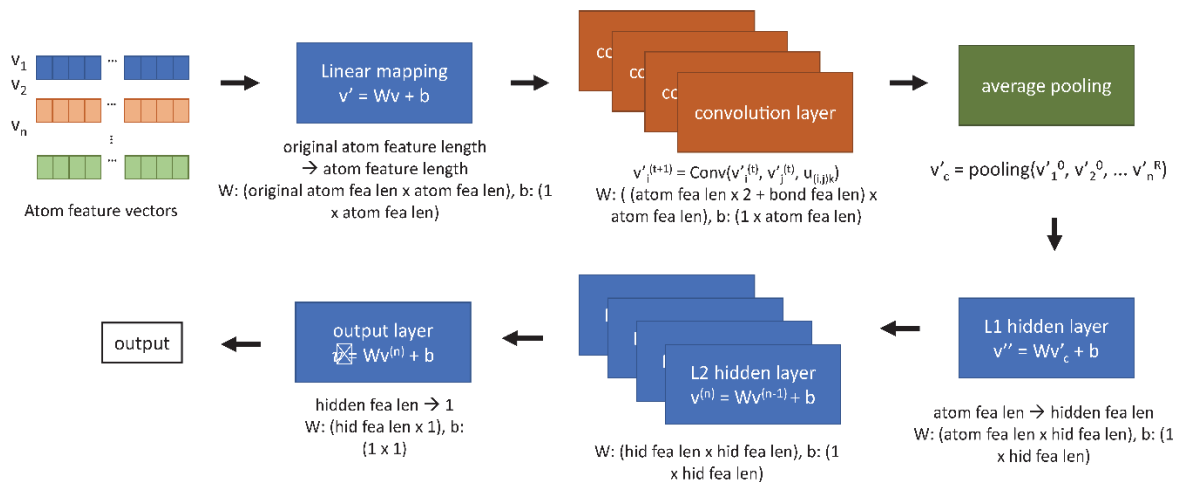 v₁
v₂
vₙ
...
...
...
...
Atom feature vectors
Linear mapping
v' = Wv + b
original atom feature length
→ atom feature length
W: (original atom fea len x atom fea len), b: (1
x atom fea len)
co
c
c
convolution layer
v'ᵢ⁽ᵗ⁺¹⁾ = Conv(v'ᵢ⁽ᵗ⁾, v'ⱼ⁽ᵗ⁾, u₍ᵢ,ⱼ₎ₖ)
W: ( (atom fea len x 2 + bond fea len) x
atom fea len), b: (1 x atom fea len)
average pooling
v'_c = pooling(v'₁⁰, v'₂⁰, ... v'ₙᴿ)
L1 hidden layer
v'' = Wv'_c + b
atom fea len → hidden fea len
W: (atom fea len x hid fea len), b: (1
x hid fea len)
L2 hidden layer
v⁽ⁿ⁾ = Wv⁽ⁿ⁻¹⁾ + b
W: (hid fea len x hid fea len), b: (1
x hid fea len)
output layer
= Wv⁽ⁿ⁾ + b
hidden fea len → 1
W: (hid fea len x 1), b:
(1 x 1)
output